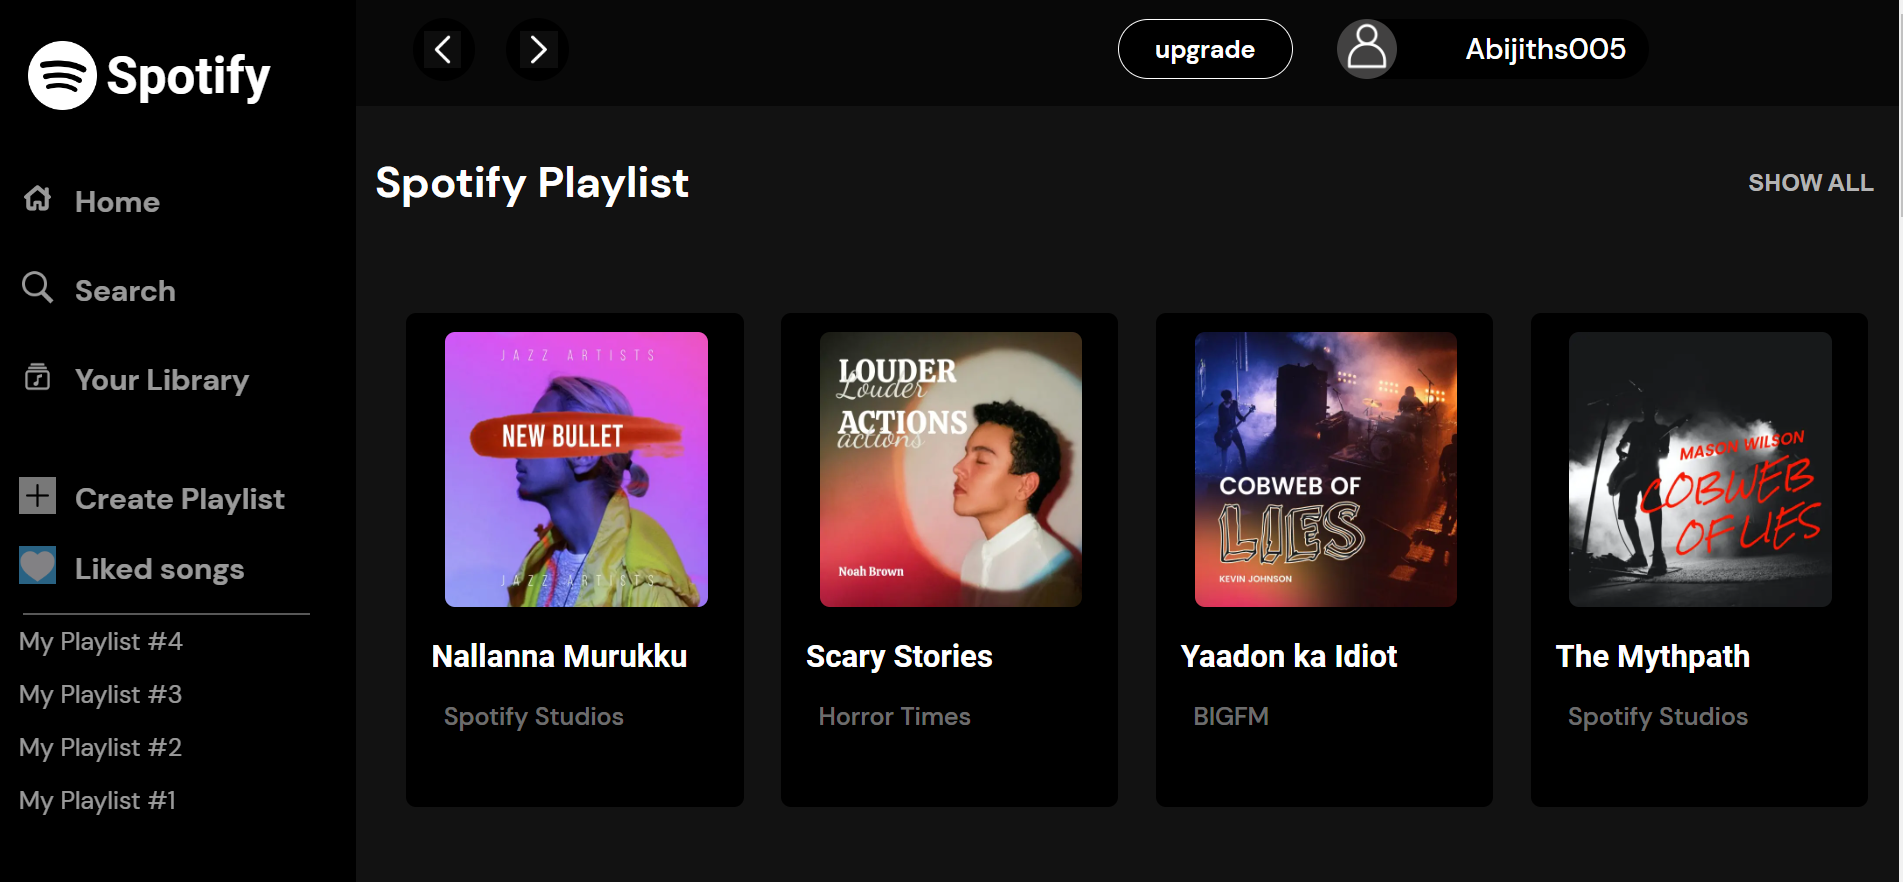 Spotify
Home
Search
Your Library
Create Playlist
Liked songs
My Playlist #4
My Playlist #3
My Playlist #2
My Playlist #1
upgrade
Abijiths005
Spotify Playlist
SHOW ALL
JAZZ ARTISTS
NEW BULLET
JAZZ ARTISTS
Nallanna Murukku
Spotify Studios
LOUDER
Louder
ACTIONS
actions
Noah Brown
Scary Stories
Horror Times
COBWEB OF
LIES
KEVIN JOHNSON
Yaadon ka Idiot
BIGFM
MASON WILSON
COBWEB
OF LIES
The Mythpath
Spotify Studios